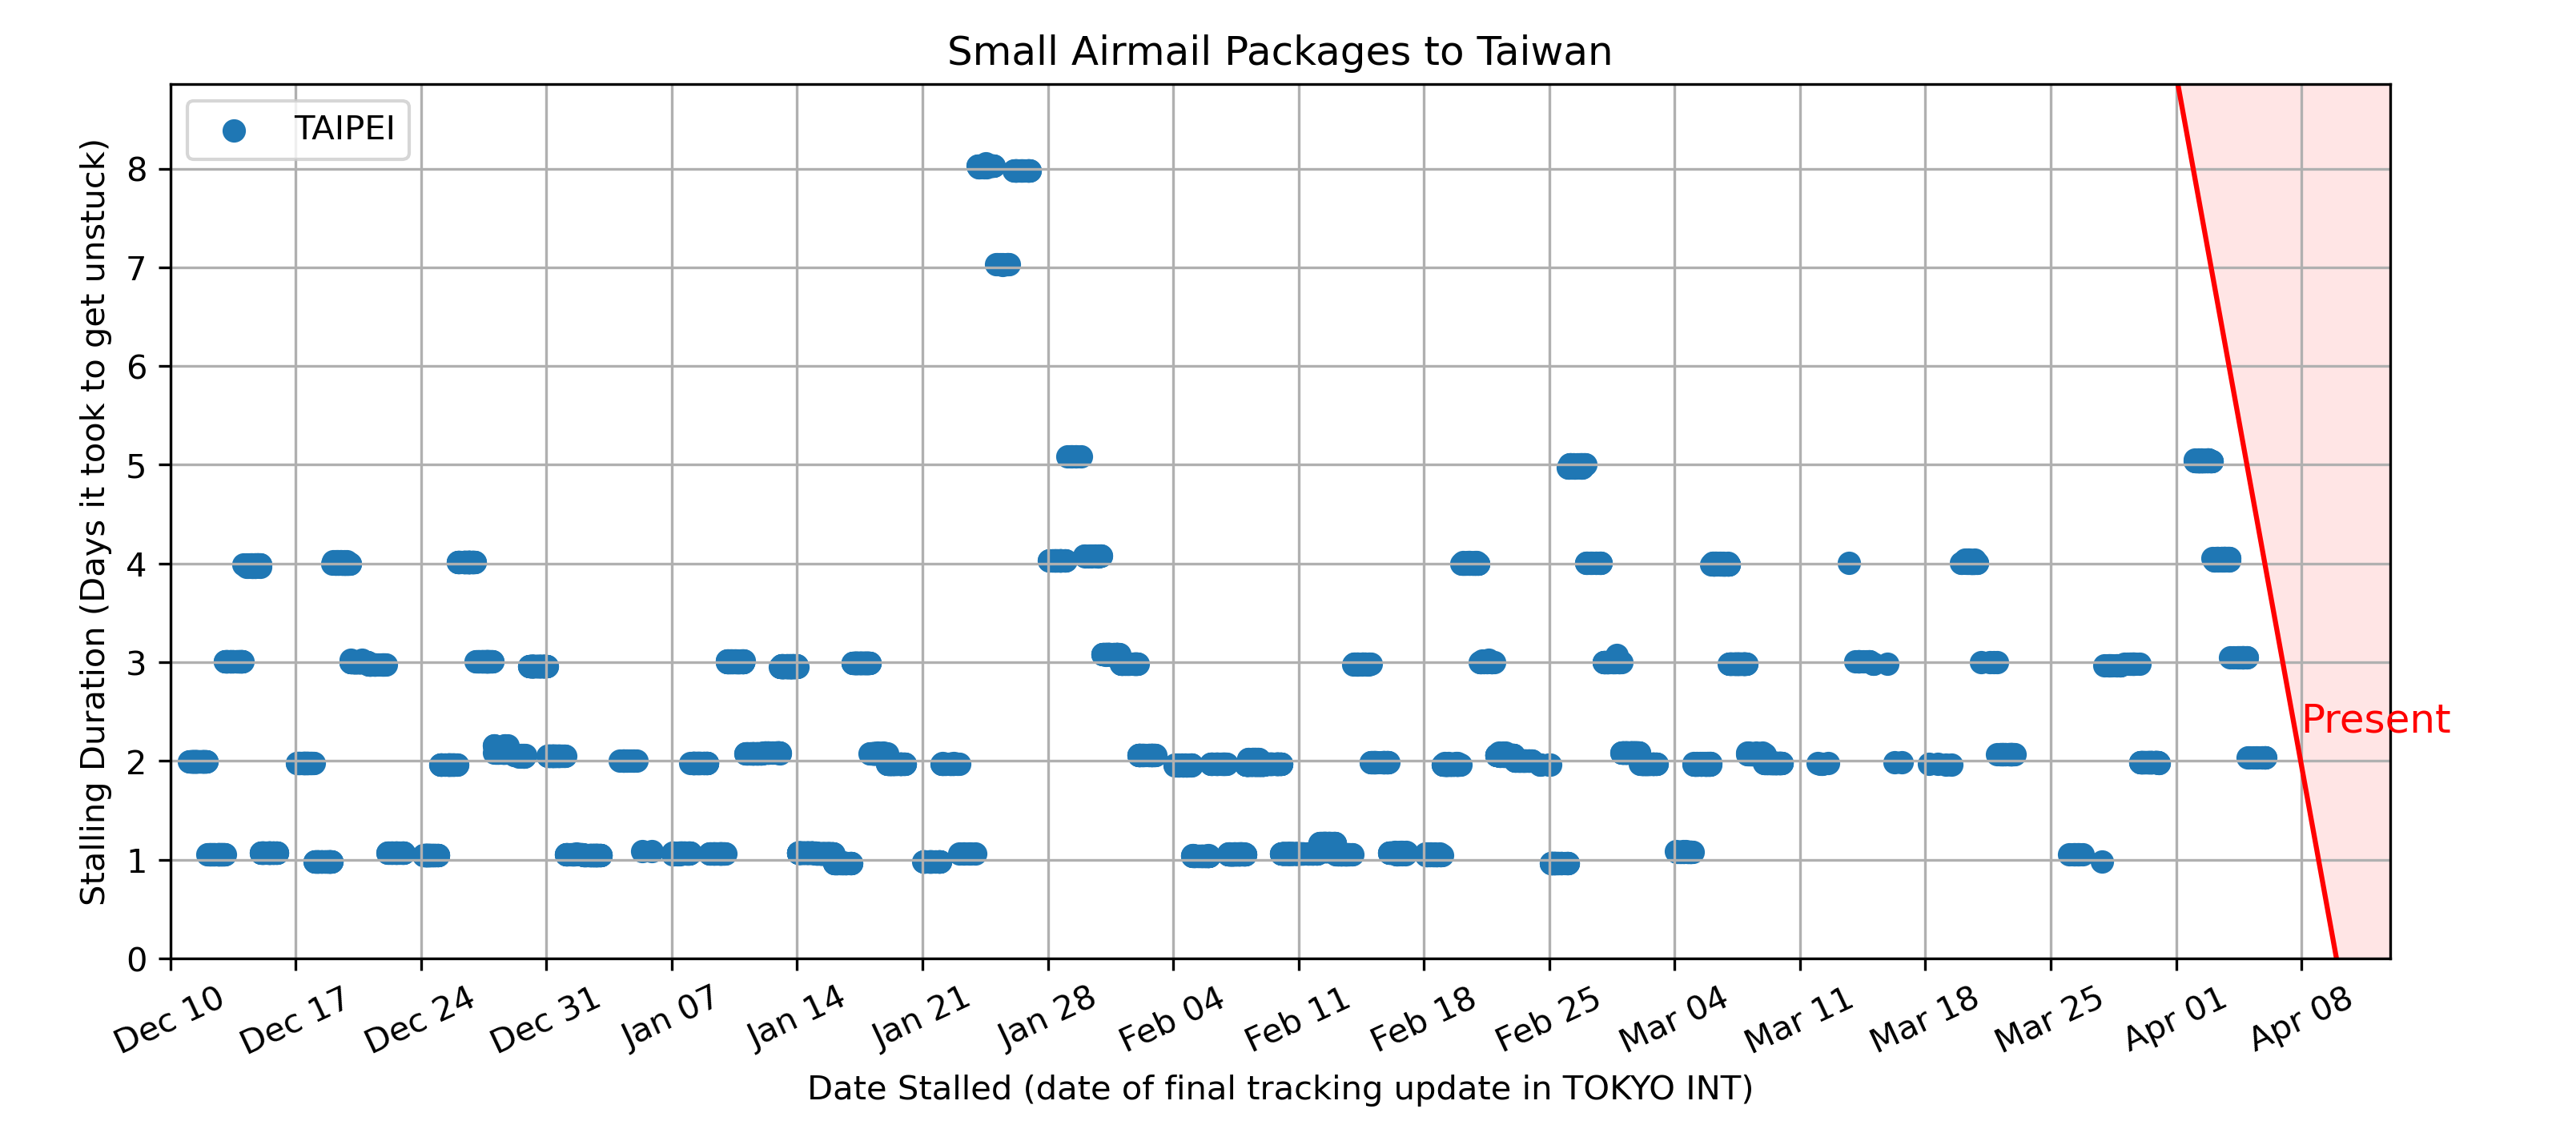 Small Airmail Packages to Taiwan
TAIPEI
Stalling Duration (Days it took to get unstuck)
8
7
6
5
4
3
2
1
0
Present
Dec 10
Dec 17
Dec 24
Dec 31
Jan 07
Jan 14
Jan 21
Jan 28
Feb 04
Feb 11
Feb 18
Feb 25
Mar 04
Mar 11
Mar 18
Mar 25
Apr 01
Apr 08
Date Stalled (date of final tracking update in TOKYO INT)